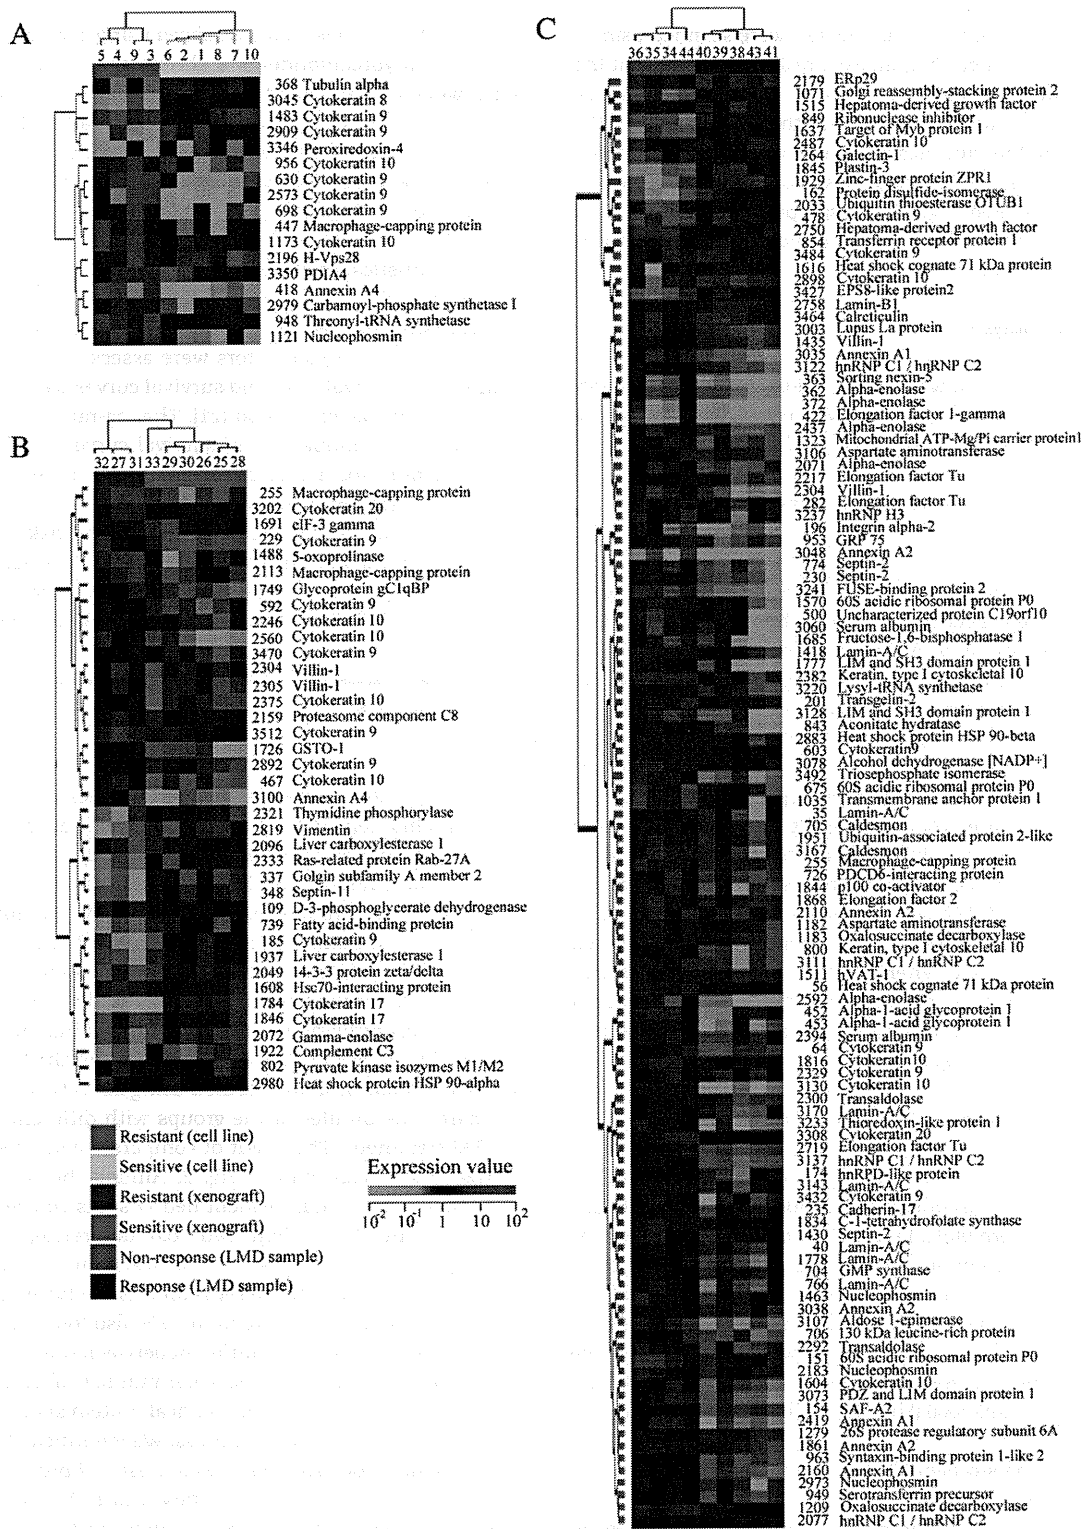 A
5 4 9 3 6 2 1 8 7 10
368 Tubulin alpha
3045 Cytokeratin 8
1483 Cytokeratin 9
2909 Cytokeratin 9
3346 Peroxiredoxin-4
956 Cytokeratin 10
630 Cytokeratin 9
2573 Cytokeratin 9
698 Cytokeratin 9
447 Macrophage-capping protein
1173 Cytokeratin 10
2196 H-Vps28
3350 PDIA4
418 Annexin A4
2979 Carbamoyl-phosphate synthetase I
948 Threonyl-tRNA synthetase
1121 Nucleophosmin
B
32 27 31 33 29 30 26 25 28
255 Macrophage-capping protein
3202 Cytokeratin 20
1691 eIF-3 gamma
229 Cytokeratin 9
1488 5-oxoprolinase
2113 Macrophage-capping protein
1749 Glycoprotein gC1qBP
592 Cytokeratin 9
2246 Cytokeratin 10
2560 Cytokeratin 10
3470 Cytokeratin 9
2304 Villin-1
2305 Villin-1
2375 Cytokeratin 10
2159 Proteasome component C8
3512 Cytokeratin 9
1726 GSTO-1
2892 Cytokeratin 9
467 Cytokeratin 10
3100 Annexin A4
2321 Thymidine phosphorylase
2819 Vimentin
2096 Liver carboxylesterase 1
2333 Ras-related protein Rab-27A
337 Golgin subfamily A member 2
348 Septin-11
109 D-3-phosphoglycerate dehydrogenase
739 Fatty acid-binding protein
185 Cytokeratin 9
1937 Liver carboxylesterase 1
2049 14-3-3 protein zeta/delta
1608 Hsc70-interacting protein
1784 Cytokeratin 17
1846 Cytokeratin 17
2072 Gamma-enolase
1922 Complement C3
802 Pyruvate kinase isozymes M1/M2
2980 Heat shock protein HSP 90-alpha
Resistant (cell line)
Sensitive (cell line)
Resistant (xenograft)
Sensitive (xenograft)
Non-response (LMD sample)
Response (LMD sample)
Expression value
10-2 10-1 1 10 102
C
36 35 34 44 40 39 38 43 41
2179 ERp29
1071 Golgi reassembly-stacking protein 2
1515 Hepatoma-derived growth factor
849 Ribonuclease inhibitor
1637 Target of Myb protein 1
2487 Cytokeratin 10
1264 Galectin-1
1845 Plastin-3
1929 Zinc-finger protein ZPR1
162 Protein disulfide-isomerase
2033 Ubiquitin thioesterase OTUB1
478 Cytokeratin 9
2750 Hepatoma-derived growth factor
854 Transferrin receptor protein 1
3484 Cytokeratin 9
1616 Heat shock cognate 71 kDa protein
2898 Cytokeratin 10
3427 EPS8-like protein2
2758 Lamin-B1
3464 Calreticulin
3003 Lupus La protein
1435 Villin-1
3035 Annexin A1
3122 hnRNP C1 / hnRNP C2
363 Sorting nexin-5
362 Alpha-enolase
372 Alpha-enolase
422 Elongation factor 1-gamma
2437 Alpha-enolase
1323 Mitochondrial ATP-Mg/Pi carrier protein1
3106 Aspartate aminotransferase
2071 Alpha-enolase
2217 Elongation factor Tu
2304 Villin-1
282 Elongation factor Tu
3237 hnRNP H3
196 Integrin alpha-2
953 GRP 75
3048 Annexin A2
774 Septin-2
230 Septin-2
3241 FUSE-binding protein 2
1570 60S acidic ribosomal protein P0
500 Uncharacterized protein C19orf10
3060 Serum albumin
1685 Fructose-1,6-bisphosphatase 1
1418 Lamin-A/C
1777 LIM and SH3 domain protein 1
2382 Keratin, type I cytoskeletal 10
3220 Lysyl-tRNA synthetase
201 Transgelin-2
3128 LIM and SH3 domain protein 1
843 Aconitate hydratase
2883 Heat shock protein HSP 90-beta
603 Cytokeratin9
3078 Alcohol dehydrogenase [NADP+]
3492 Triosephosphate isomerase
675 60S acidic ribosomal protein P0
1035 Transmembrane anchor protein 1
35 Lamin-A/C
705 Caldesmon
1951 Ubiquitin-associated protein 2-like
3167 Caldesmon
255 Macrophage-capping protein
726 PDCD6-interacting protein
1844 p100 co-activator
1868 Elongation factor 2
2110 Annexin A2
1182 Aspartate aminotransferase
1183 Oxalosuccinate decarboxylase
800 Keratin, type I cytoskeletal 10
3111 hnRNP C1 / hnRNP C2
1511 hVAT-1
56 Heat shock cognate 71 kDa protein
2592 Alpha-enolase
452 Alpha-1-acid glycoprotein 1
453 Alpha-1-acid glycoprotein 1
2394 Serum albumin
64 Cytokeratin 9
1816 Cytokeratin10
2329 Cytokeratin 9
3130 Cytokeratin 10
2300 Transaldolase
3170 Lamin-A/C
3233 Thioredoxin-like protein 1
3308 Cytokeratin 20
2719 Elongation factor Tu
3137 hnRNP C1 / hnRNP C2
174 hnRPD-like protein
3143 Lamin-A/C
3432 Cytokeratin 9
235 Cadherin-17
1834 C-1-tetrahydrofolate synthase
1430 Septin-2
40 Lamin-A/C
1778 Lamin-A/C
704 GMP synthase
766 Lamin-A/C
1463 Nucleophosmin
3038 Annexin A2
3107 Aldose 1-epimerase
706 130 kDa leucine-rich protein
2292 Transaldolase
151 60S acidic ribosomal protein P0
2183 Nucleophosmin
1604 Cytokeratin 10
3073 PDZ and LIM domain protein 1
154 SAF-A2
2419 Annexin A1
1279 26S protease regulatory subunit 6A
1861 Annexin A2
963 Syntaxin-binding protein 1-like 2
2160 Annexin A1
2973 Nucleophosmin
949 Serotransferrin precursor
1209 Oxalosuccinate decarboxylase
2077 hnRNP C1 / hnRNP C2